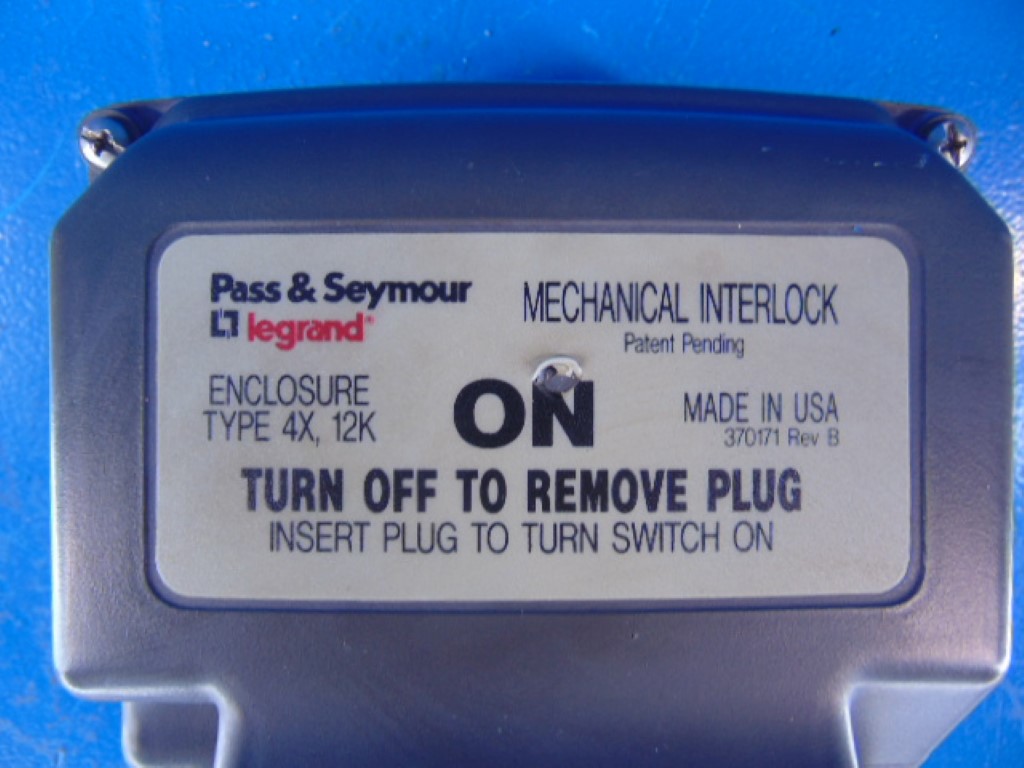 Pass & Seymour
legrand®
MECHANICAL INTERLOCK
Patent Pending
ENCLOSURE
TYPE 4X, 12K
ON
MADE IN USA
370171 Rev B
TURN OFF TO REMOVE PLUG
INSERT PLUG TO TURN SWITCH ON